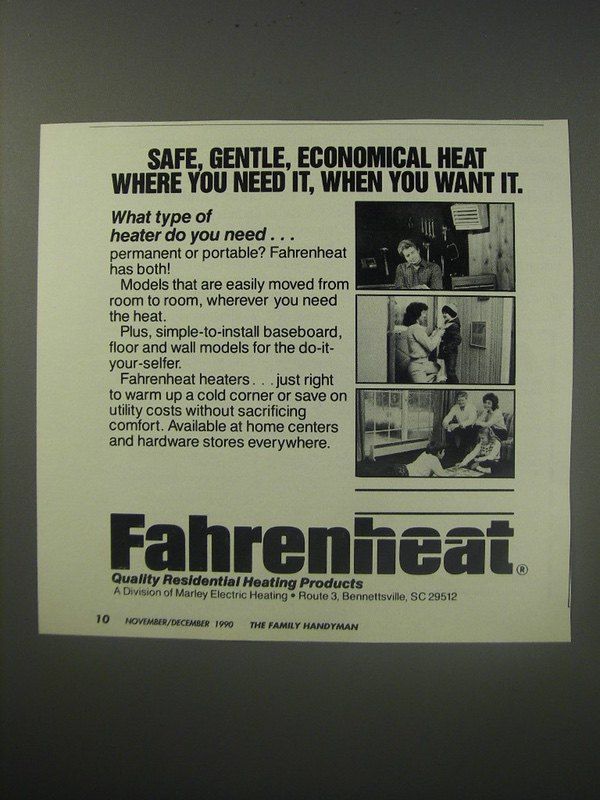 SAFE, GENTLE, ECONOMICAL HEAT
WHERE YOU NEED IT, WHEN YOU WANT IT.
What type of
heater do you need . . .
permanent or portable? Fahrenheat
has both!
Models that are easily moved from
room to room, wherever you need
the heat.
Plus, simple-to-install baseboard,
floor and wall models for the do-it-
your-selfer.
Fahrenheat heaters. . .just right
to warm up a cold corner or save on
utility costs without sacrificing
comfort. Available at home centers
and hardware stores everywhere.
Fahrenheat®
Quality Residential Heating Products
A Division of Marley Electric Heating • Route 3, Bennettsville, SC 29512
10 NOVEMBER/DECEMBER 1990 THE FAMILY HANDYMAN